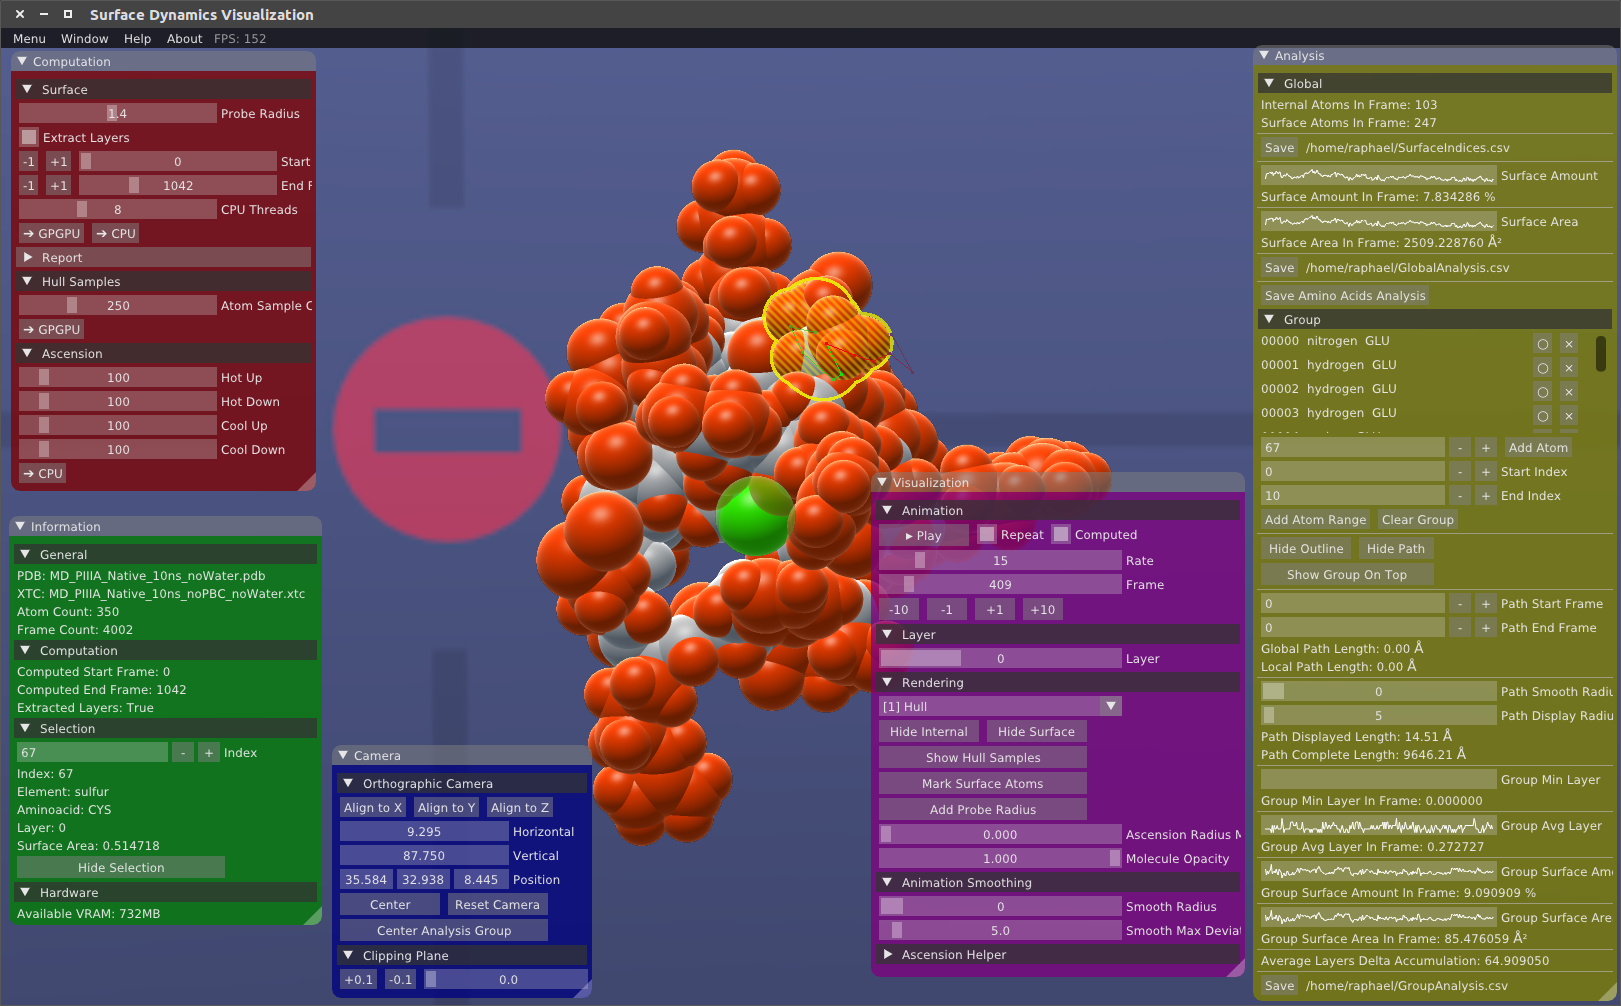 Surface Dynamics Visualization
Menu Window Help About FPS: 152
Computation
Surface
1.4 Probe Radius
Extract Layers
-1 +1 0 Start
-1 +1 1042 End F
8 CPU Threads
→ GPGPU → CPU
Report
Hull Samples
250 Atom Sample C
→ GPGPU
Ascension
100 Hot Up
100 Hot Down
100 Cool Up
100 Cool Down
→ CPU
Information
General
PDB: MD_PIIIA_Native_10ns_noWater.pdb
XTC: MD_PIIIA_Native_10ns_noPBC_noWater.xtc
Atom Count: 350
Frame Count: 4002
Computation
Computed Start Frame: 0
Computed End Frame: 1042
Extracted Layers: True
Selection
67 - + Index
Index: 67
Element: sulfur
Aminoacid: CYS
Layer: 0
Surface Area: 0.514718
Hide Selection
Hardware
Available VRAM: 732MB
Camera
Orthographic Camera
Align to X Align to Y Align to Z
9.295 Horizontal
87.750 Vertical
35.584 32.938 8.445 Position
Center Reset Camera
Center Analysis Group
Clipping Plane
+0.1 -0.1 0.0
Visualization
Animation
▸ Play Repeat Computed
15 Rate
409 Frame
-10 -1 +1 +10
Layer
0 Layer
Rendering
[1] Hull
Hide Internal Hide Surface
Show Hull Samples
Mark Surface Atoms
Add Probe Radius
0.000 Ascension Radius M
1.000 Molecule Opacity
Animation Smoothing
0 Smooth Radius
5.0 Smooth Max Deviat
Ascension Helper
Analysis
Global
Internal Atoms In Frame: 103
Surface Atoms In Frame: 247
Save /home/raphael/SurfaceIndices.csv
Surface Amount
Surface Amount In Frame: 7.834286 %
Surface Area
Surface Area In Frame: 2509.228760 Å²
Save /home/raphael/GlobalAnalysis.csv
Save Amino Acids Analysis
Group
00000 nitrogen GLU ○ ×
00001 hydrogen GLU ○ ×
00002 hydrogen GLU ○ ×
00003 hydrogen GLU ○ ×
67 - + Add Atom
0 - + Start Index
10 - + End Index
Add Atom Range Clear Group
Hide Outline Hide Path
Show Group On Top
0 - + Path Start Frame
0 - + Path End Frame
Global Path Length: 0.00 Å
Local Path Length: 0.00 Å
0 Path Smooth Radiu
5 Path Display Radiu
Path Displayed Length: 14.51 Å
Path Complete Length: 9646.21 Å
Group Min Layer
Group Min Layer In Frame: 0.000000
Group Avg Layer
Group Avg Layer In Frame: 0.272727
Group Surface Am
Group Surface Amount In Frame: 9.090909 %
Group Surface Are
Group Surface Area In Frame: 85.476059 Å²
Average Layers Delta Accumulation: 64.909050
Save /home/raphael/GroupAnalysis.csv